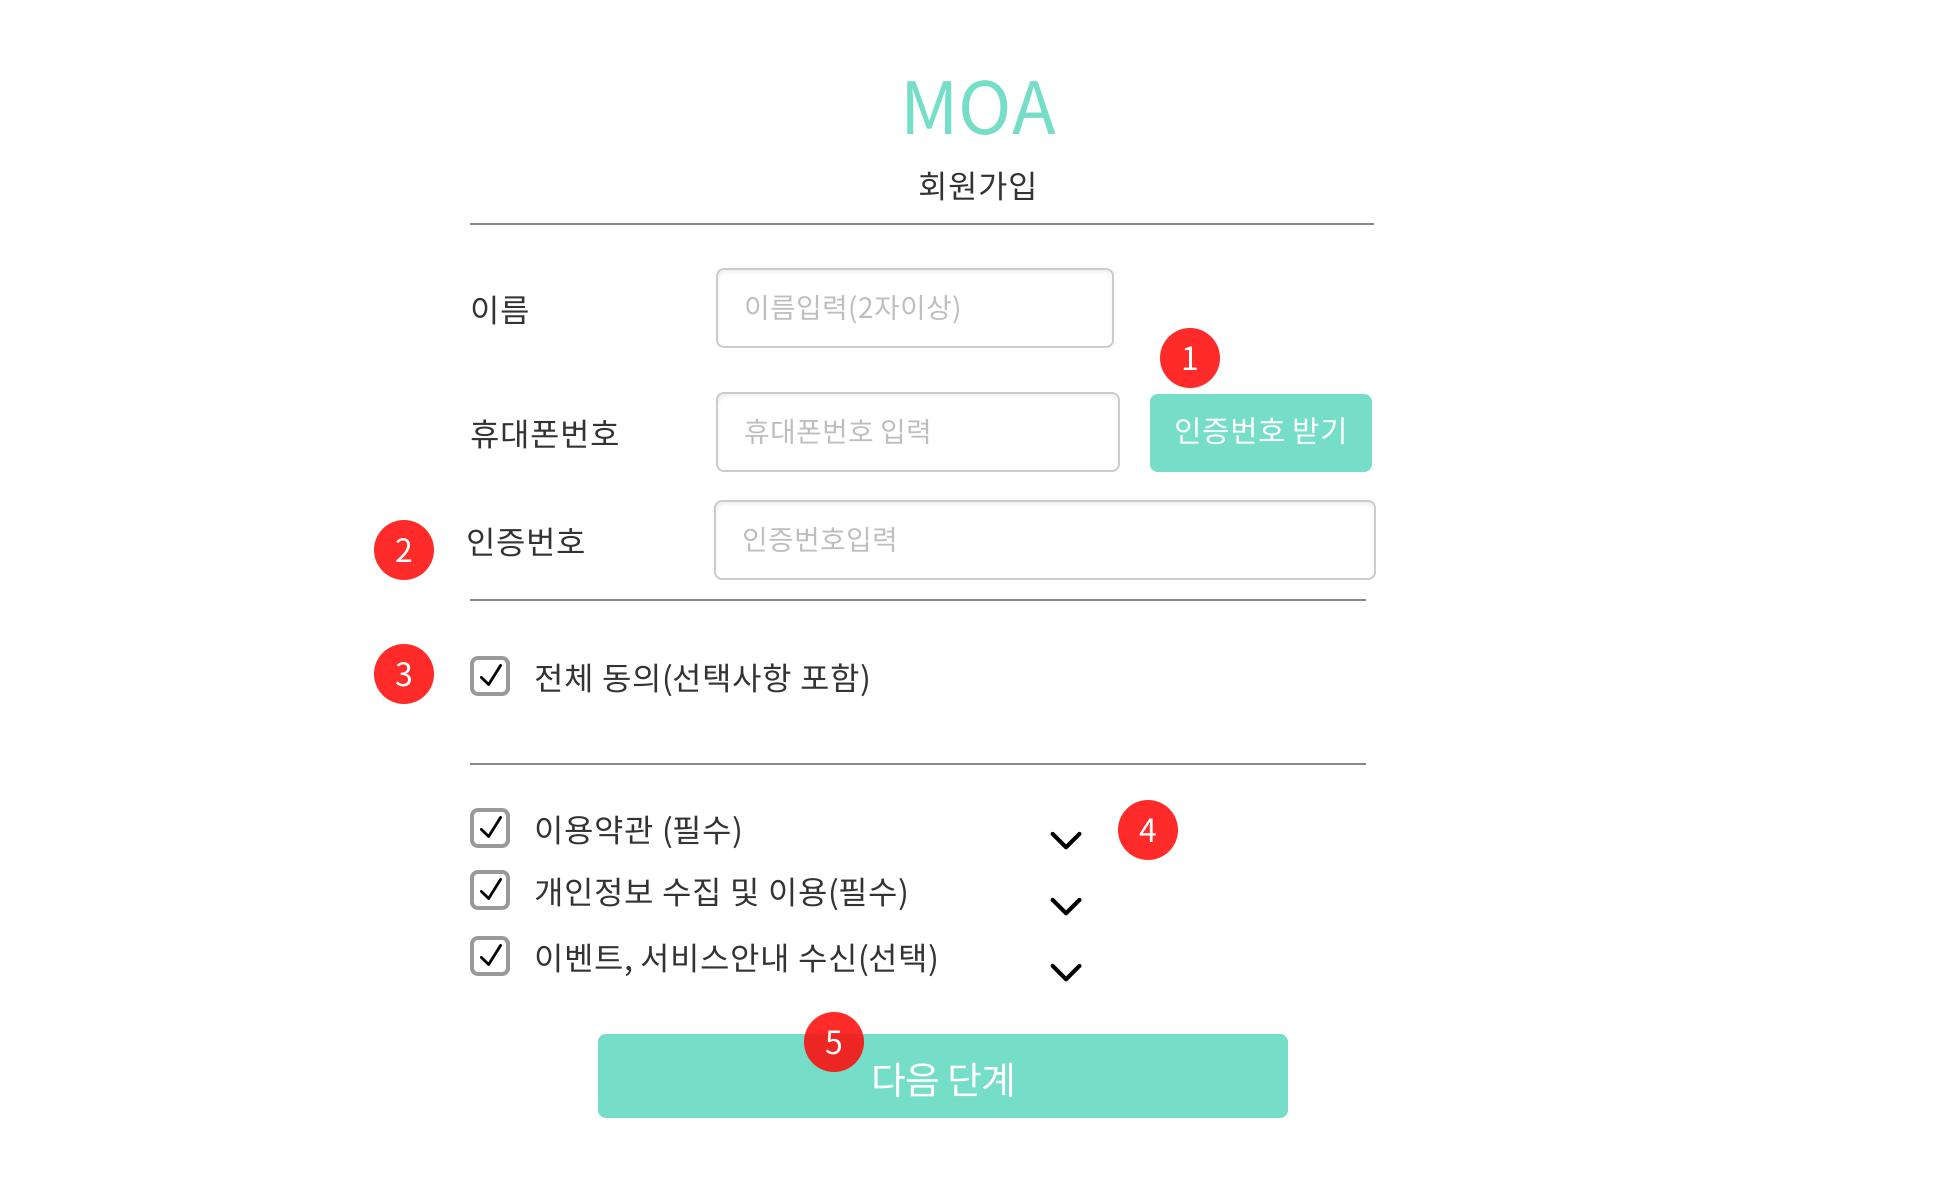 MOA
회원가입
이름
이름입력(2자이상)
1
휴대폰번호
휴대폰번호 입력
인증번호 받기
2
인증번호
인증번호입력
3
전체 동의(선택사항 포함)
이용약관 (필수)
4
개인정보 수집 및 이용(필수)
이벤트, 서비스안내 수신(선택)
5
다음 단계